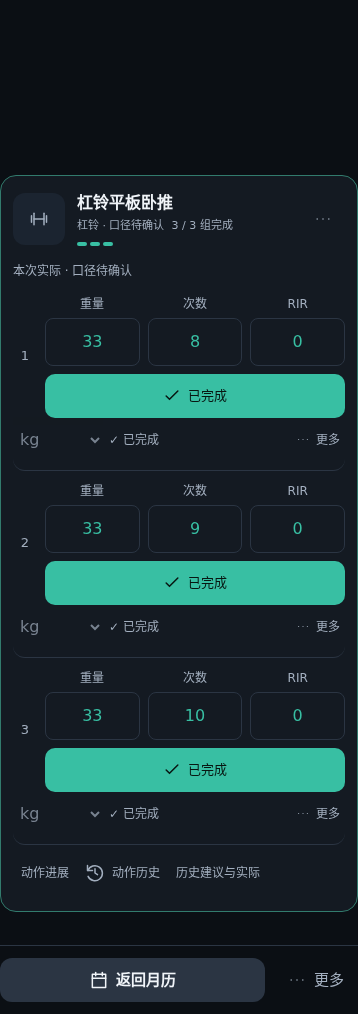 杠铃平板卧推
杠铃 · 口径待确认 3 / 3 组完成
...
本次实际 · 口径待确认
重量 次数 RIR
1 33 8 0
已完成
kg ✓ 已完成 ... 更多
重量 次数 RIR
2 33 9 0
已完成
kg ✓ 已完成 ... 更多
重量 次数 RIR
3 33 10 0
已完成
kg ✓ 已完成 ... 更多
动作进展 动作历史 历史建议与实际
返回月历 ... 更多